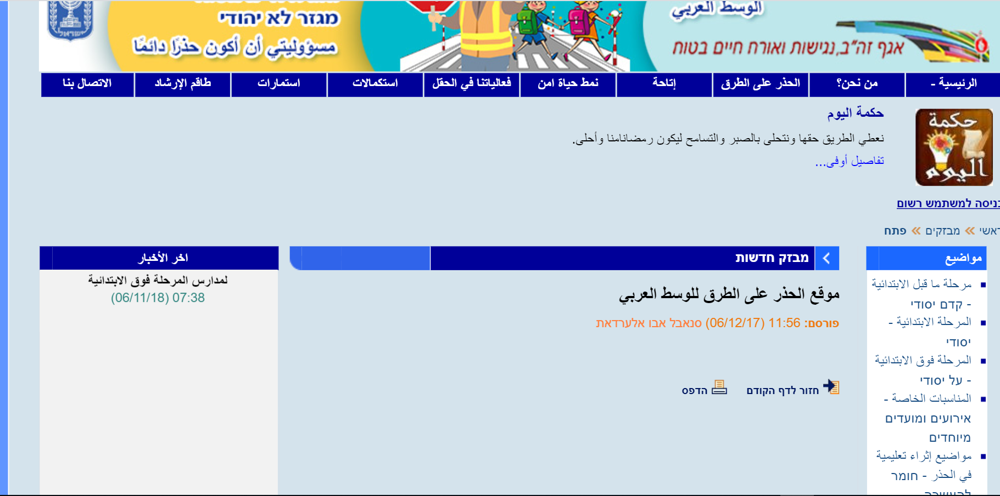 الوسط العربي
אגף זה"ב,נגישות ואורח חיים בטוח
מגזר לא יהודי
مسؤوليتي أن أكون حذرًا دائمًا
ישראל
الرئيسية -
من نحن؟
الحذر على الطرق
إتاحة
نمط حياة امن
فعالياتنا في الحقل
استكمالات
استمارات
طاقم الإرشاد
الاتصال بنا
حكمة
اليوم
حكمة اليوم
نعطي الطريق حقها ونتحلى بالصبر والتسامح ليكون رمضانامنا وأحلى.
تفاصيل أوفى...
כניסה למשתמש רשום
ראשי » מבזקים » פתח
مواضيع
مرحلة ما قبل الابتدائية
- קדם יסודי
المرحلة الابتدائية -
יסודי
المرحلة فوق الابتدائية
- על יסודי
المناسبات الخاصة -
אירועים ומועדים
מיוחדים
مواضيع إثراء تعليمية
في الحذر - חומר
מבזק חדשות
موقع الحذر على الطرق للوسط العربي
פורסם: 11:56 (06/12/17) סנאבל אבו אלערדאת
חזור לדף הקודם
הדפס
اخر الأخبار
لمدارس المرحلة فوق الابتدائية
07:38 (06/11/18)